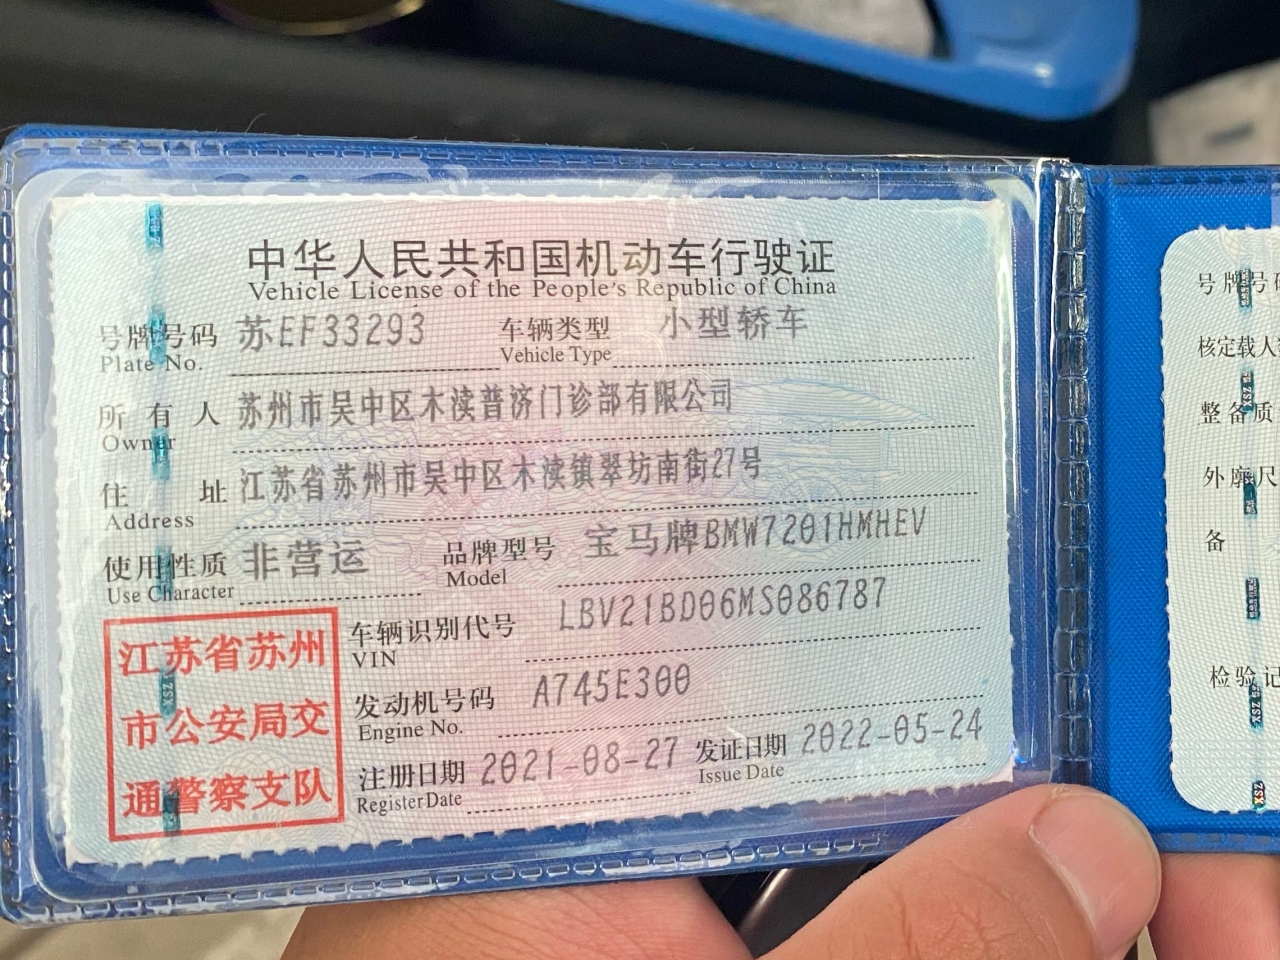 中华人民共和国机动车行驶证
Vehicle License of the People's Republic of China
号牌号码 苏EF33293 车辆类型 小型轿车
Plate No. Vehicle Type
所有人 苏州市吴中区木渎普济门诊部有限公司
Owner
住址 江苏省苏州市吴中区木渎镇翠坊南街27号
Address
使用性质 非营运 品牌型号 宝马牌BMW7201HMHEV
Use Character Model
车辆识别代号 LBV21BD06MS086787
VIN
发动机号码 A745E300
Engine No.
注册日期 2021-08-27 发证日期 2022-05-24
Register Date Issue Date
江苏省苏州
市公安局交
通警察支队
号牌号码
核定载人
整备质
外廓尺
备
检验记